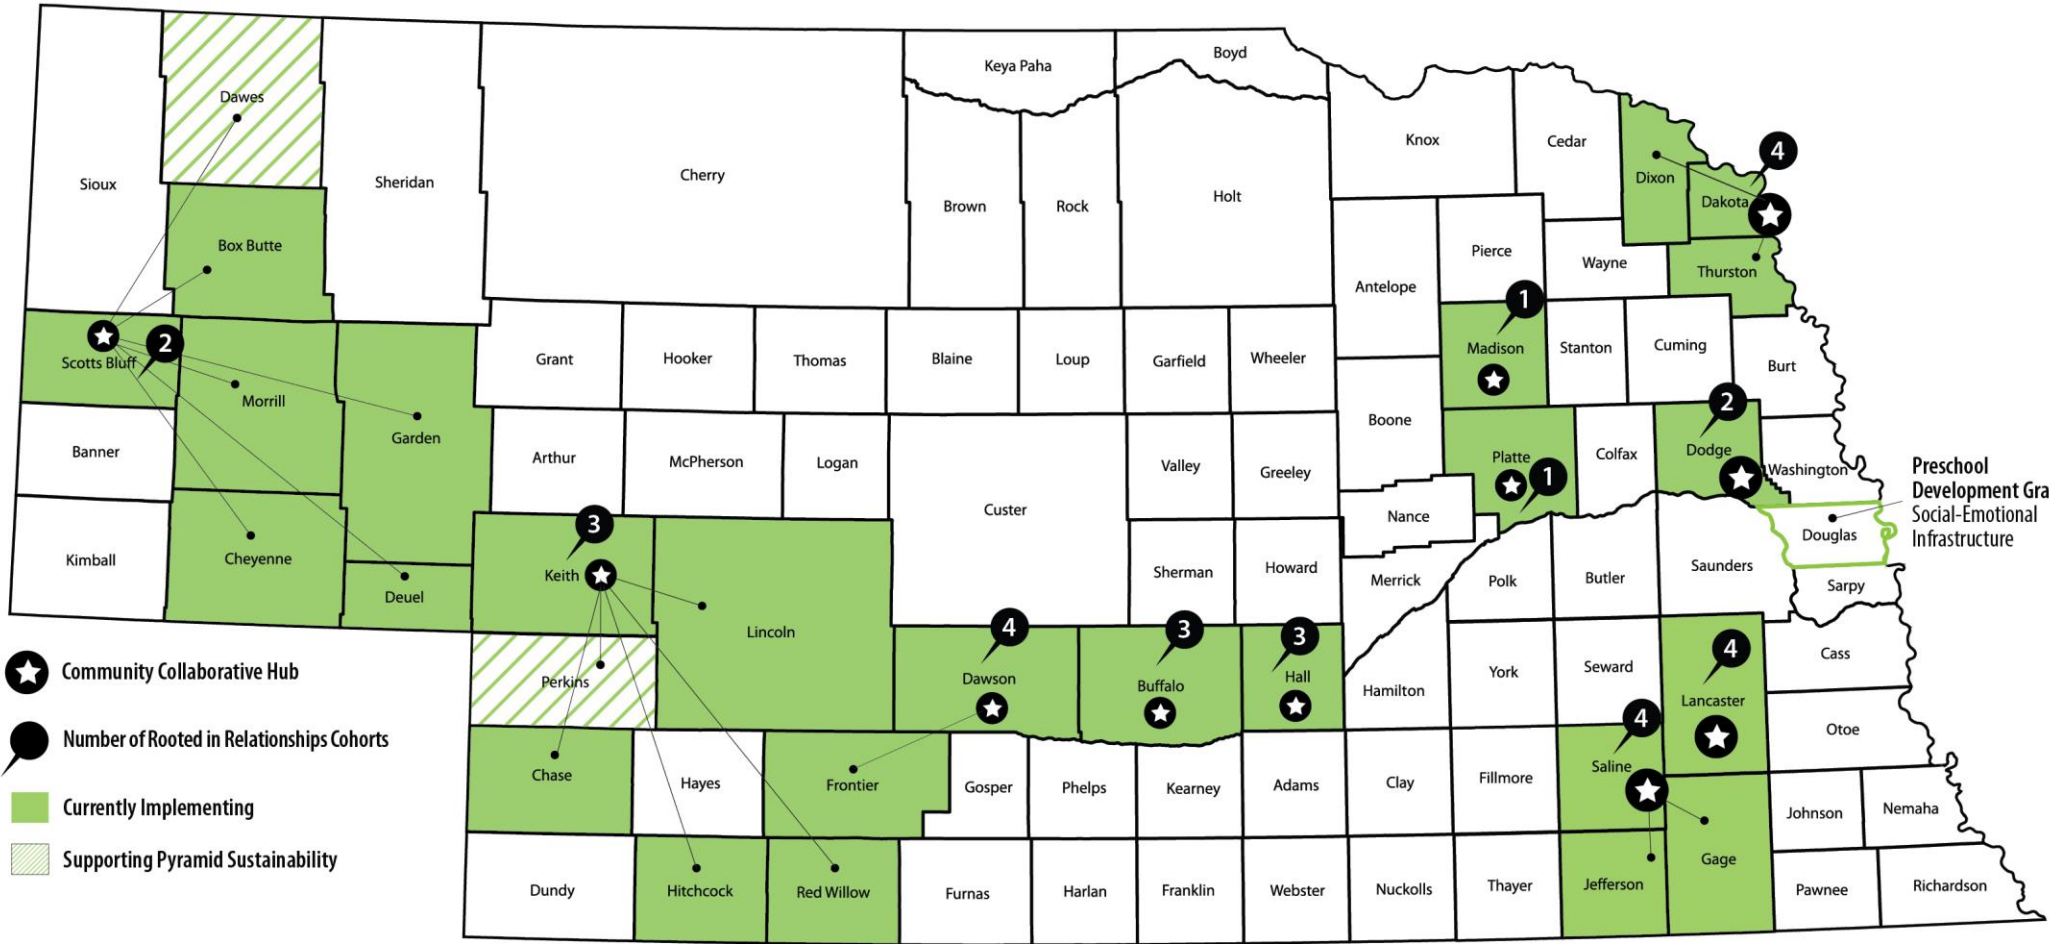 Keya Paha
Boyd
Dawes
Knox
Cedar
4
Sioux
Sheridan
Cherry
Brown
Rock
Holt
Dixon
Dakota
Box Butte
Pierce
Wayne
Thurston
Antelope
1
2
Scotts Bluff
Grant
Hooker
Thomas
Blaine
Loup
Garfield
Wheeler
Madison
Stanton
Cuming
Burt
Morrill
Garden
Boone
2
Banner
Arthur
McPherson
Logan
Valley
Greeley
Platte
1
Colfax
Dodge
Washington
Preschool
Development Gra
Social-Emotional
Infrastructure
Custer
Nance
Douglas
Kimball
Cheyenne
Deuel
3
Keith
Sherman
Howard
Merrick
Polk
Butler
Saunders
Sarpy
Lincoln
4
3
3
4
Community Collaborative Hub
Perkins
Dawson
Buffalo
Hall
Hamilton
York
Seward
Lancaster
Cass
Number of Rooted in Relationships Cohorts
4
Saline
Otoe
Chase
Hayes
Frontier
Gosper
Phelps
Kearney
Adams
Clay
Fillmore
Johnson
Nemaha
Currently Implementing
Supporting Pyramid Sustainability
Dundy
Hitchcock
Red Willow
Furnas
Harlan
Franklin
Webster
Nuckolls
Thayer
Jefferson
Gage
Pawnee
Richardson